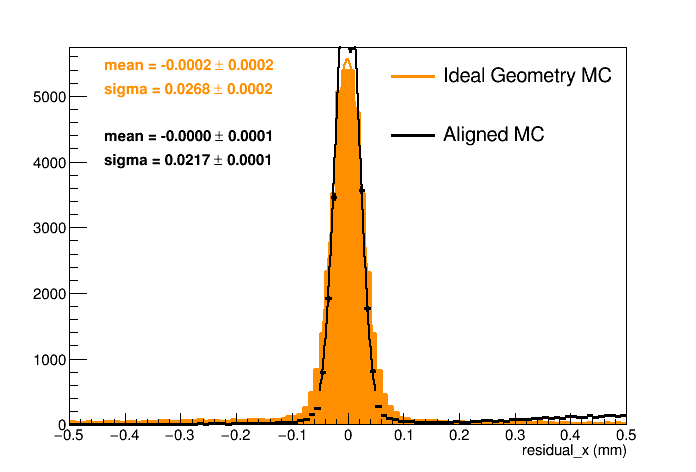 mean = -0.0002 ± 0.0002
sigma = 0.0268 ± 0.0002
mean = -0.0000 ± 0.0001
sigma = 0.0217 ± 0.0001
Ideal Geometry MC
Aligned MC
5000
4000
3000
2000
1000
0
−0.5 −0.4 −0.3 −0.2 −0.1 0 0.1 0.2 0.3 0.4 0.5
residual_x (mm)